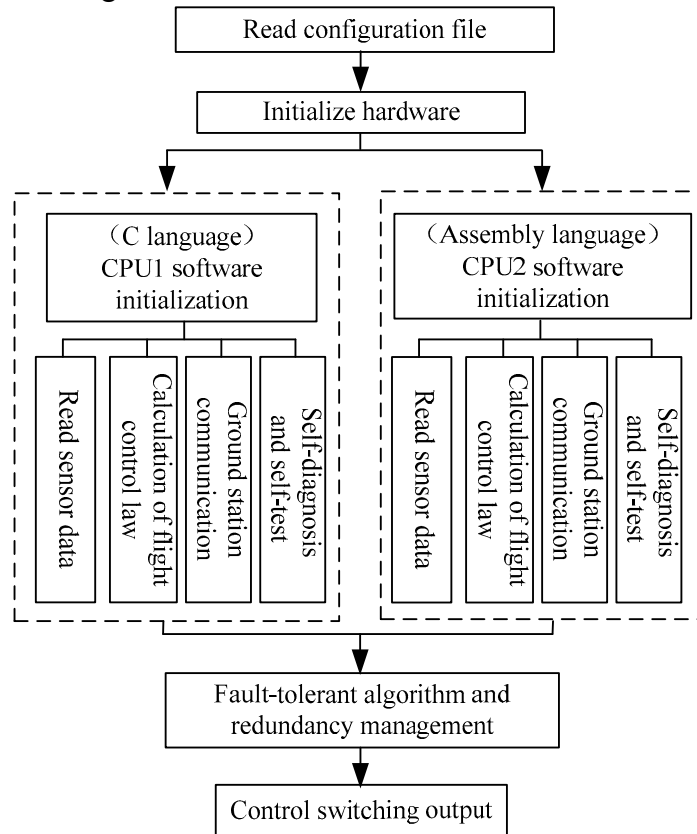 Read configuration file
Initialize hardware
（C language）
CPU1 software
initialization
Read sensor data
Calculation of flight
control law
Ground station
communication
Self-diagnosis
and self-test
（Assembly language）
CPU2 software
initialization
Read sensor data
Calculation of flight
control law
Ground station
communication
Self-diagnosis
and self-test
Fault-tolerant algorithm and
redundancy management
Control switching output